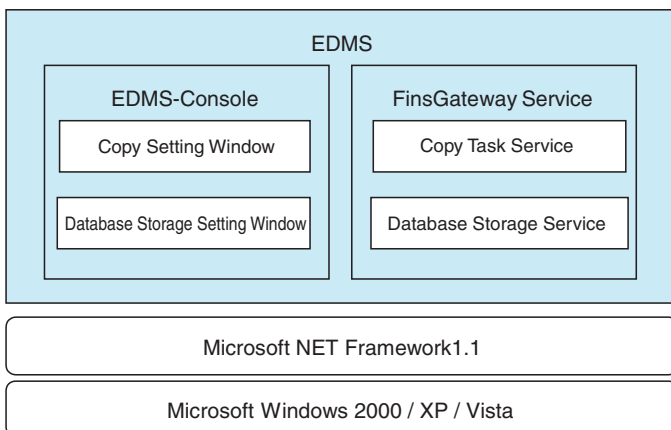 EDMS
EDMS-Console
Copy Setting Window
Database Storage Setting Window
FinsGateway Service
Copy Task Service
Database Storage Service
Microsoft NET Framework1.1
Microsoft Windows 2000 / XP / Vista